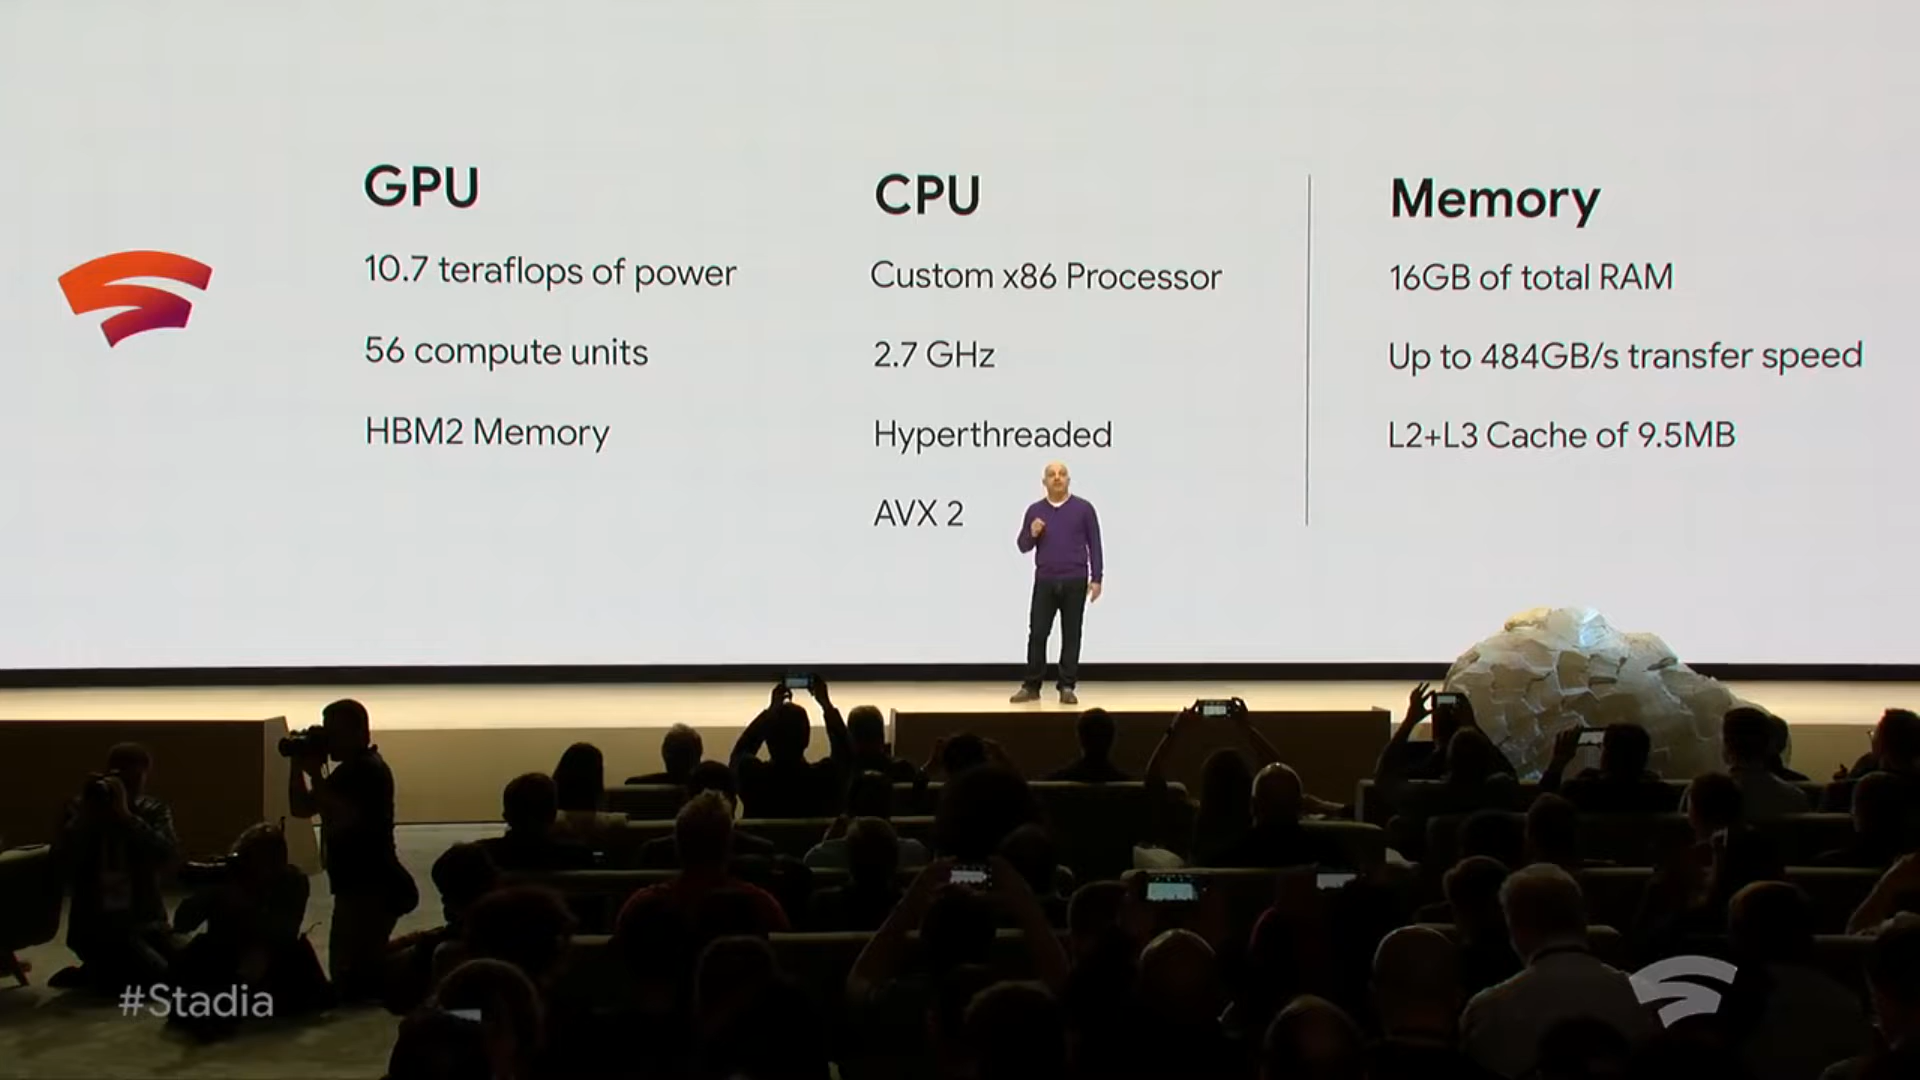 GPU
10.7 teraflops of power
56 compute units
HBM2 Memory
CPU
Custom x86 Processor
2.7 GHz
Hyperthreaded
AVX 2
Memory
16GB of total RAM
Up to 484GB/s transfer speed
L2+L3 Cache of 9.5MB
#Stadia